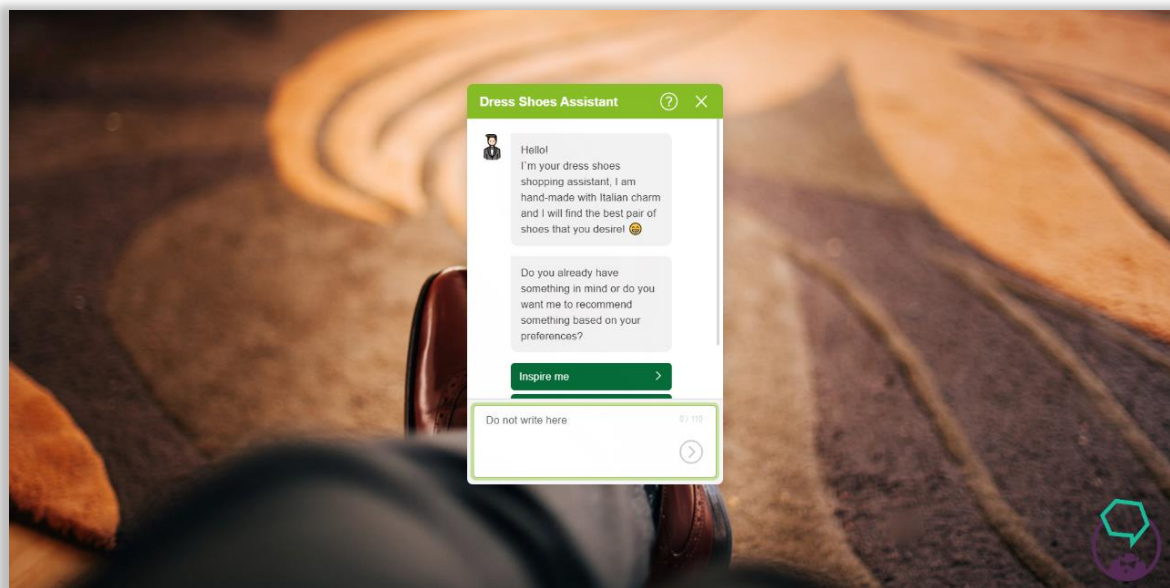 Dress Shoes Assistant
Hello!
I`m your dress shoes
shopping assistant, I am
hand-made with Italian charm
and I will find the best pair of
shoes that you desire! 😄
Do you already have
something in mind or do you
want me to recommend
something based on your
preferences?
Inspire me
Do not write here
0 / 110